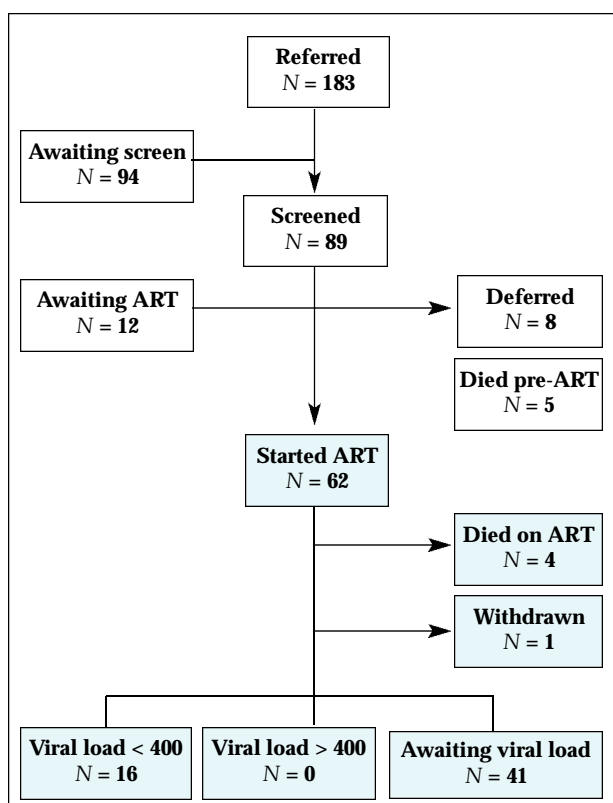 Referred
N = 183
Awaiting screen
N = 94
Screened
N = 89
Awaiting ART
N = 12
Deferred
N = 8
Died pre-ART
N = 5
Started ART
N = 62
Died on ART
N = 4
Withdrawn
N = 1
Viral load < 400
N = 16
Viral load > 400
N = 0
Awaiting viral load
N = 41